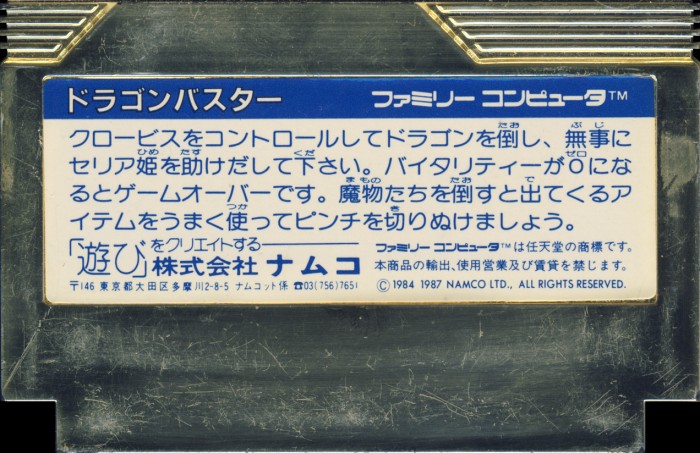 ドラゴンバスター
ファミリー コンピュータ™
クロービスをコントロールしてドラゴンを倒し、無事に
セリア姫を助けだして下さい。バイタリティーが0にな
るとゲームオーバーです。魔物たちを倒すと出てくるア
イテムをうまく使ってピンチを切りぬけましょう。
「遊び」をクリエイトする
株式会社 ナムコ
〒146 東京都大田区多摩川2-8-5 ナムコット係 ☎03(756)7651
ファミリー コンピュータ™は任天堂の商標です。
本商品の輸出、使用営業及び賃貸を禁じます。
© 1984 1987 NAMCO LTD., ALL RIGHTS RESERVED.